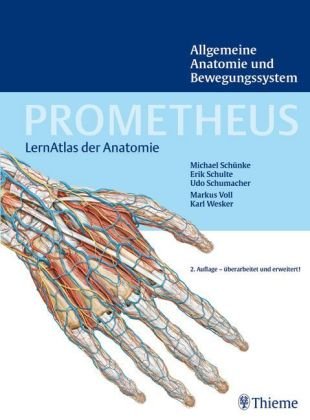 Allgemeine
Anatomie und
Bewegungssystem
PROMETHEUS
LernAtlas der Anatomie
Michael Schünke
Erik Schulte
Udo Schumacher
Markus Voll
Karl Wesker
2. Auflage – überarbeitet und erweitert!
Thieme